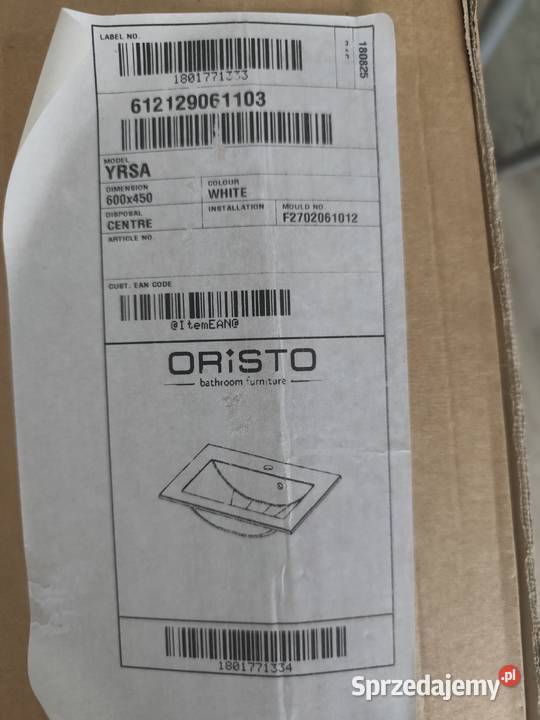 LABEL NO.
1801771333
180825
612129061103
MODEL
YRSA
DIMENSION
600x450
COLOUR
WHITE
DISPOSAL
CENTRE
INSTALLATION
MOULD NO.
F2702061012
ARTICLE NO.
CUST. EAN CODE
@ItemEAN@
ORiSTO
bathroom furniture
1801771334
Sprzedajemy.pl